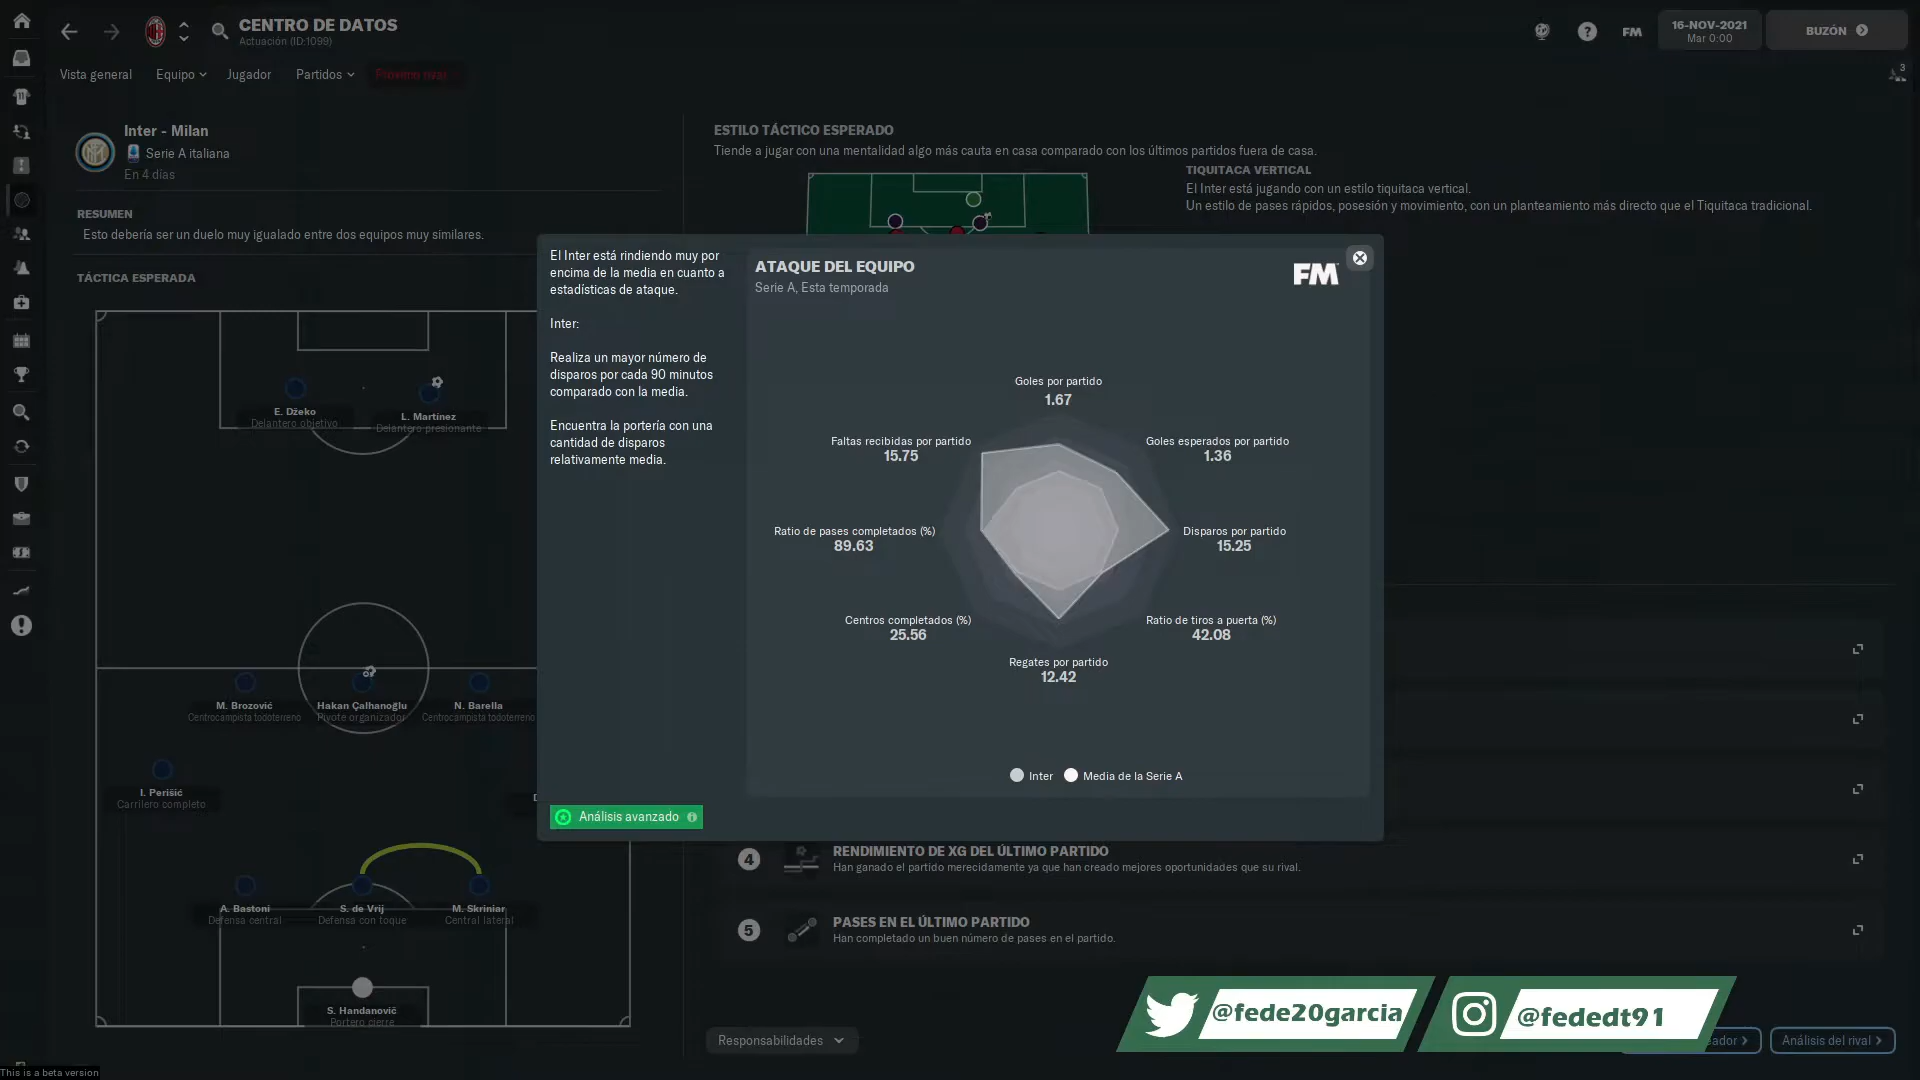 CENTRO DE DATOS
Actuación (ID:1099)
FM
16-NOV-2021
Mar 0:00
BUZÓN
Vista general
Equipo
Jugador
Partidos
Próximo rival
3
Inter - Milan
Serie A italiana
En 4 días
RESUMEN
Esto debería ser un duelo muy igualado entre dos equipos muy similares.
TÁCTICA ESPERADA
E. Džeko
Delantero objetivo
L. Martínez
Delantero presionante
M. Brozović
Centrocampista todoterreno
Hakan Çalhanoğlu
Pivote organizador
N. Barella
Centrocampista todoterreno
I. Perišić
Carrilero completo
D
A. Bastoni
Defensa central
S. de Vrij
Defensa con toque
M. Skriniar
Central lateral
S. Handanovič
Portero cierre
ESTILO TÁCTICO ESPERADO
Tiende a jugar con una mentalidad algo más cauta en casa comparado con los últimos partidos fuera de casa.
TIQUITACA VERTICAL
El Inter está jugando con un estilo tiquitaca vertical.
Un estilo de pases rápidos, posesión y movimiento, con un planteamiento más directo que el Tiquitaca tradicional.
El Inter está rindiendo muy por
encima de la media en cuanto a
estadísticas de ataque.
Inter:
Realiza un mayor número de
disparos por cada 90 minutos
comparado con la media.
Encuentra la portería con una
cantidad de disparos
relativamente media.
Análisis avanzado
ATAQUE DEL EQUIPO
Serie A, Esta temporada
FM
Goles por partido
1.67
Faltas recibidas por partido
15.75
Goles esperados por partido
1.36
Ratio de pases completados (%)
89.63
Disparos por partido
15.25
Centros completados (%)
25.56
Ratio de tiros a puerta (%)
42.08
Regates por partido
12.42
Inter
Media de la Serie A
4
RENDIMIENTO DE XG DEL ÚLTIMO PARTIDO
Han ganado el partido merecidamente ya que han creado mejores oportunidades que su rival.
5
PASES EN EL ÚLTIMO PARTIDO
Han completado un buen número de pases en el partido.
Responsabilidades
@fede20garcia
@fededt91
Análisis del rival
This is a beta version